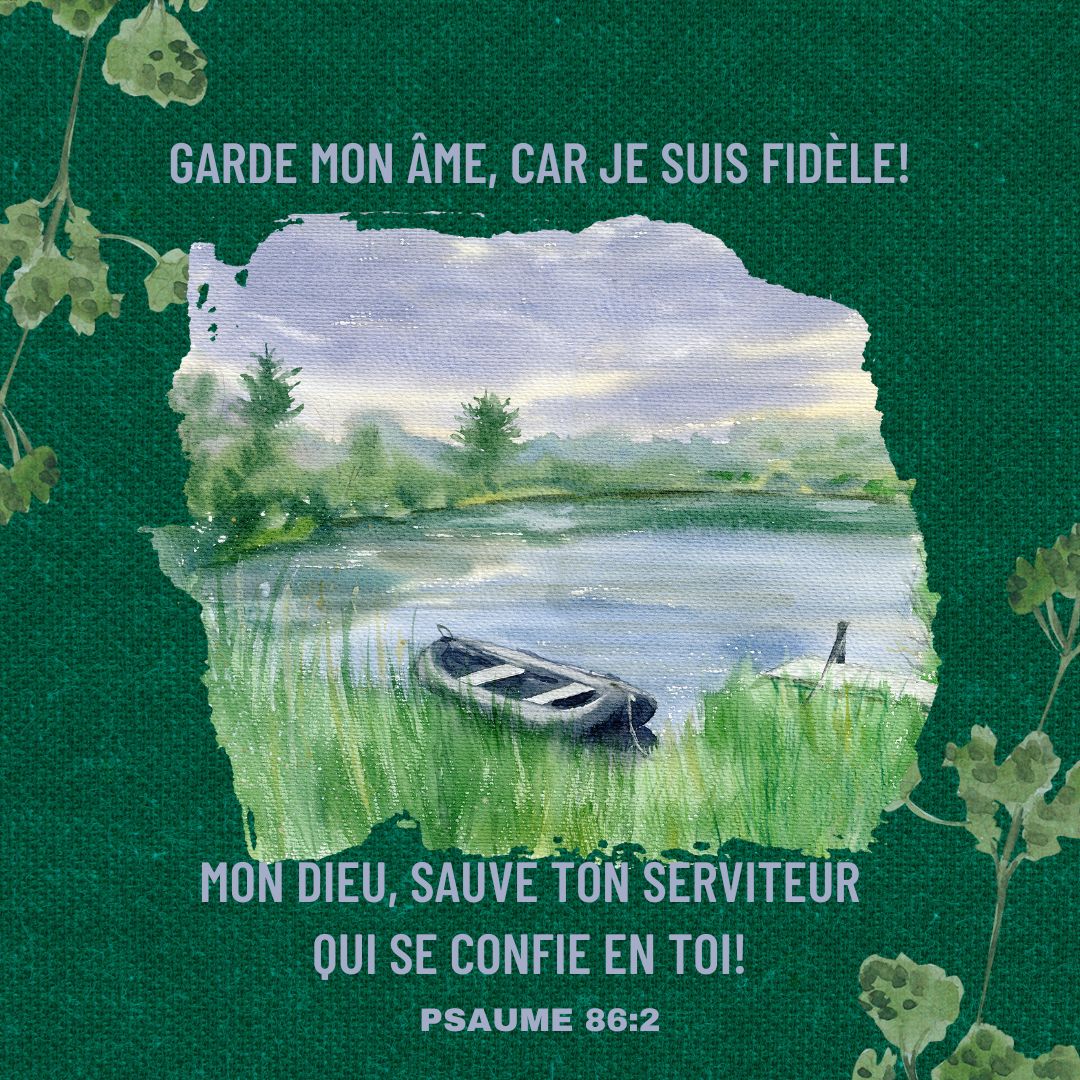 GARDE MON ÂME, CAR JE SUIS FIDÈLE!
MON DIEU, SAUVE TON SERVITEUR
QUI SE CONFIE EN TOI!
PSAUME 86:2